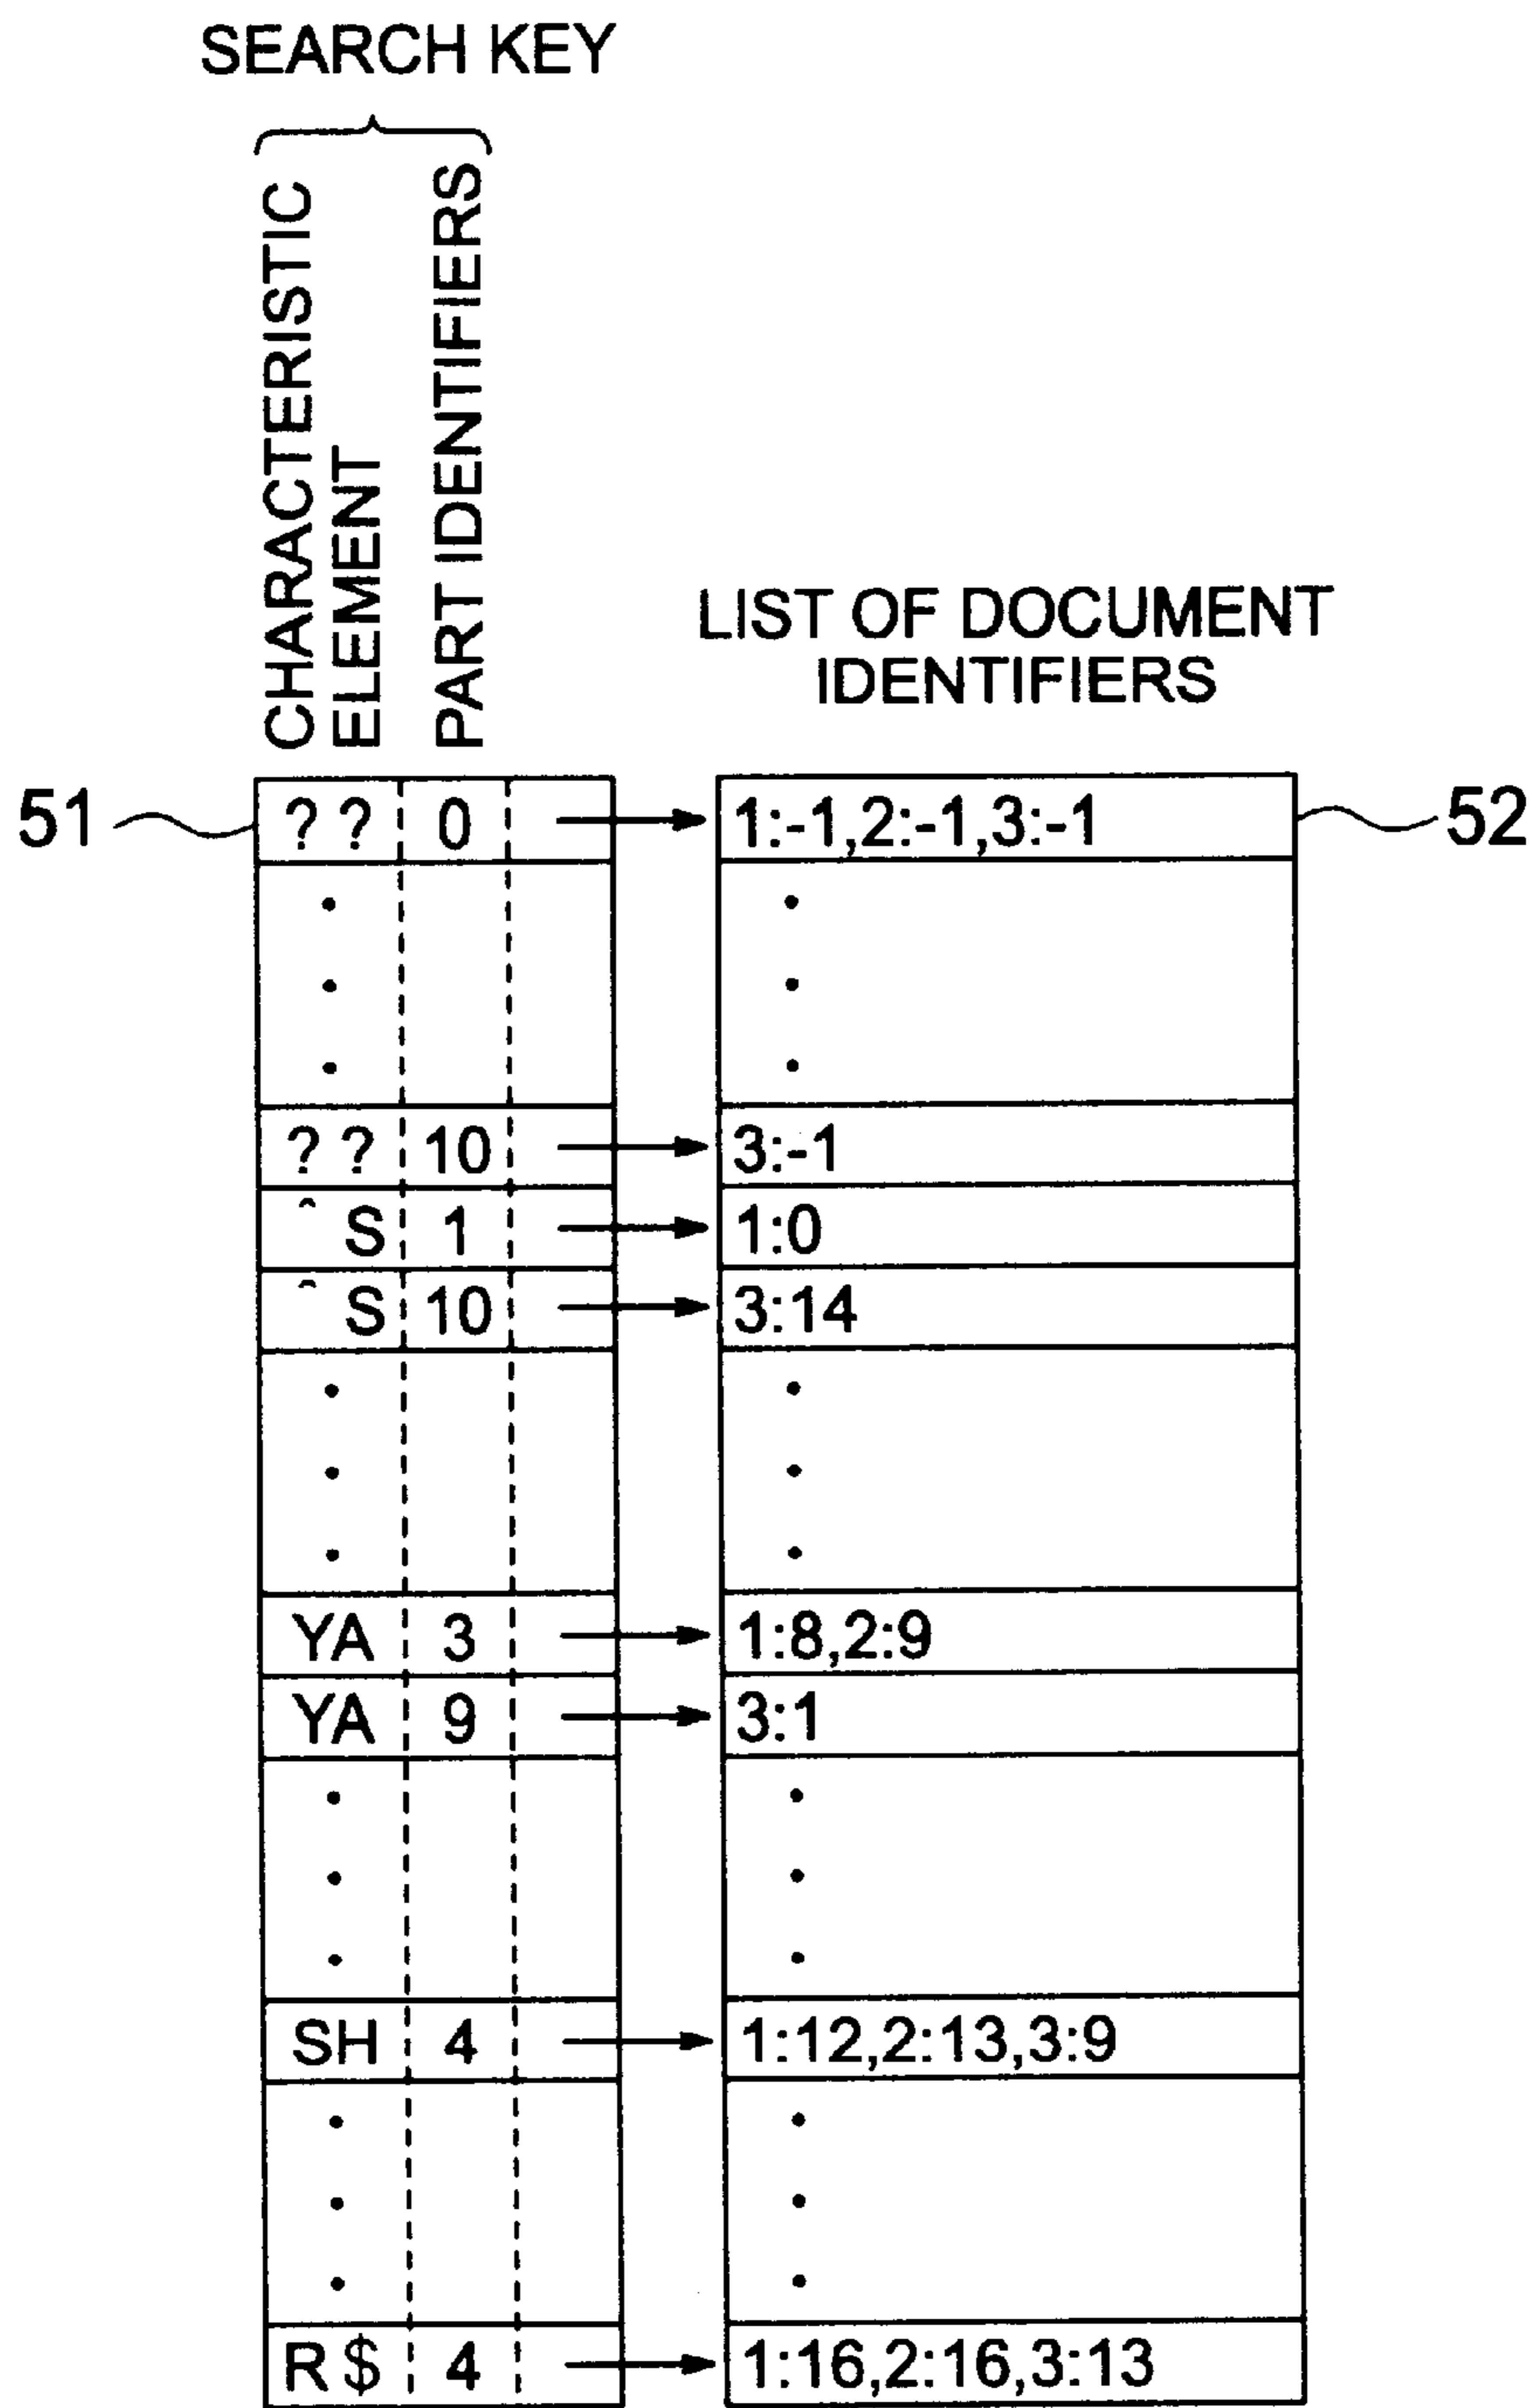 SEARCH KEY
CHARACTERISTIC
ELEMENT
PART IDENTIFIERS
LIST OF DOCUMENT
IDENTIFIERS
51 ? ? 0 1:-1,2:-1,3:-1 52
? ? 10 3:-1
^ S 1 1:0
^ S 10 3:14
YA 3 1:8,2:9
YA 9 3:1
SH 4 1:12,2:13,3:9
R $ 4 1:16,2:16,3:13